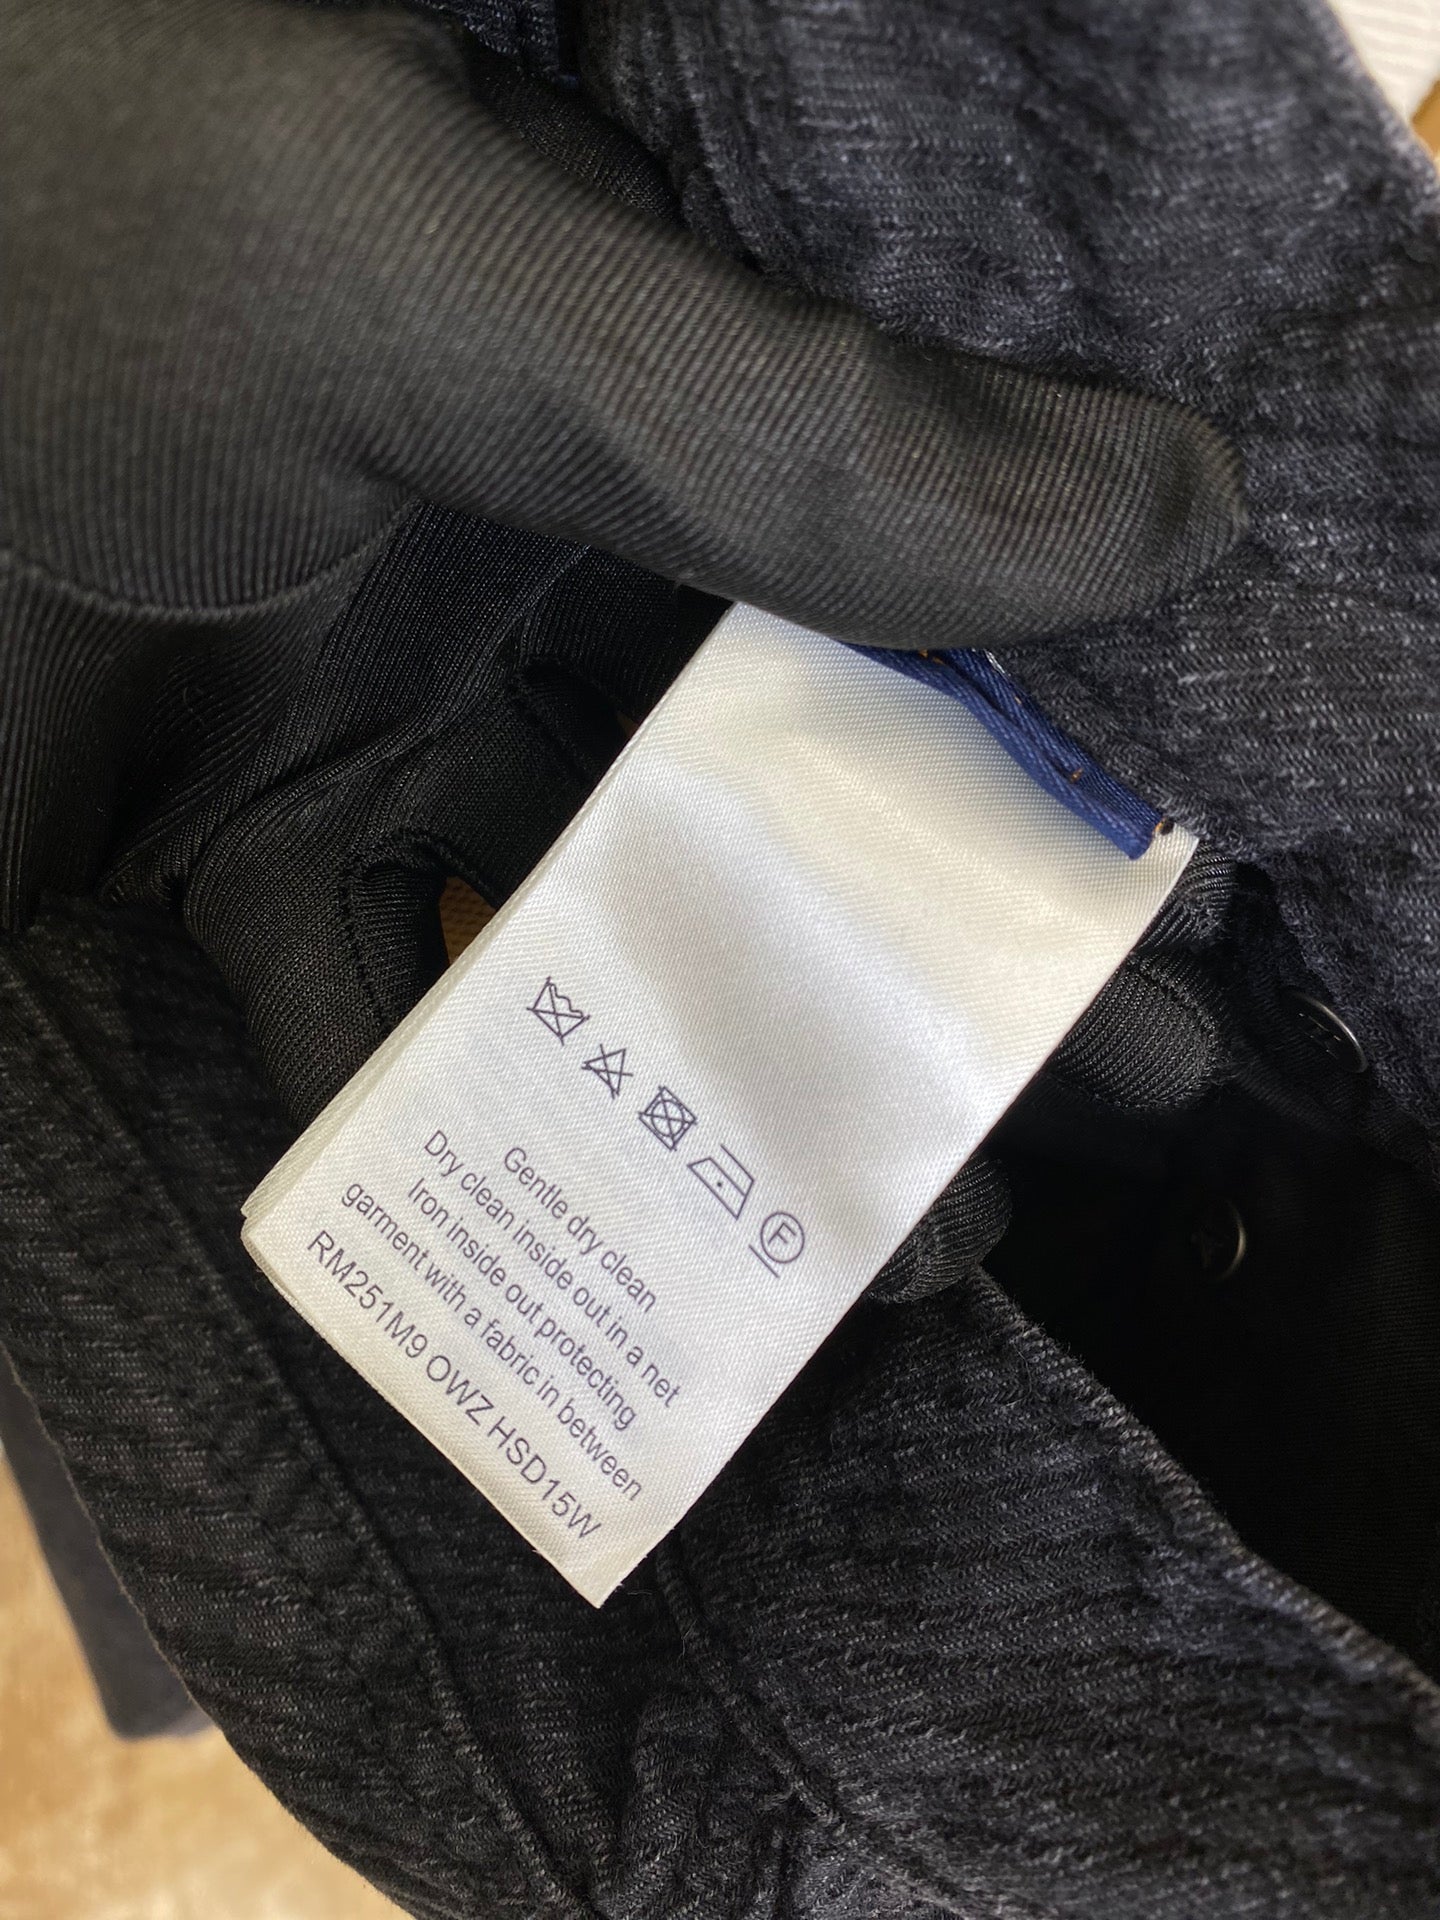 F
Gentle dry clean
Dry clean inside out in a net
Iron inside out protecting
garment with a fabric in between
RM251M9 OWZ HSD15W